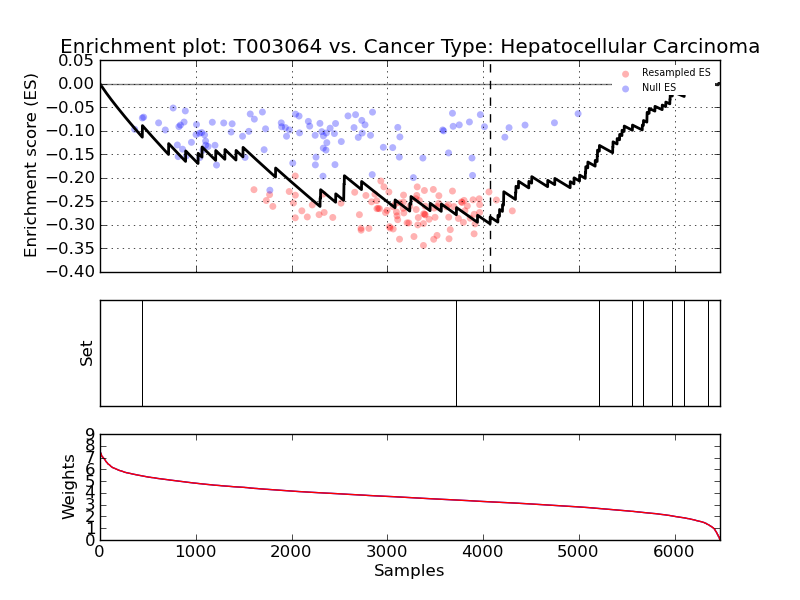 Enrichment plot: T003064 vs. Cancer Type: Hepatocellular Carcinoma
0.05
0.00
−0.05
−0.10
−0.15
−0.20
−0.25
−0.30
−0.35
−0.40
Enrichment score (ES)
Resampled ES
Null ES
Set
9
8
7
6
5
4
3
2
1
0
Weights
0 1000 2000 3000 4000 5000 6000
Samples